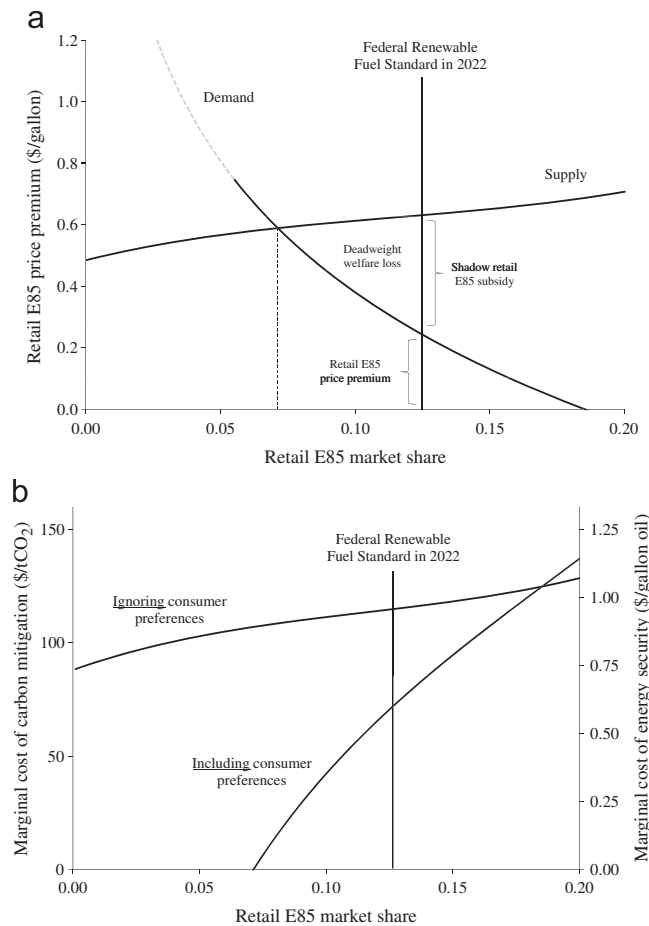 a
Retail E85 price premium ($/gallon)
1.2
1.0
0.8
0.6
0.4
0.2
0.0
Federal Renewable
Fuel Standard in 2022
Demand
Supply
Deadweight
welfare loss
Shadow retail
E85 subsidy
Retail E85
price premium
0.00 0.05 0.10 0.15 0.20
Retail E85 market share
b
Marginal cost of carbon mitigation ($/tCO₂)
150
100
50
0
Federal Renewable
Fuel Standard in 2022
Ignoring consumer
preferences
Including consumer
preferences
1.25
1.00
0.75
0.50
0.25
0.00
Marginal cost of energy security ($/gallon oil)
0.00 0.05 0.10 0.15 0.20
Retail E85 market share